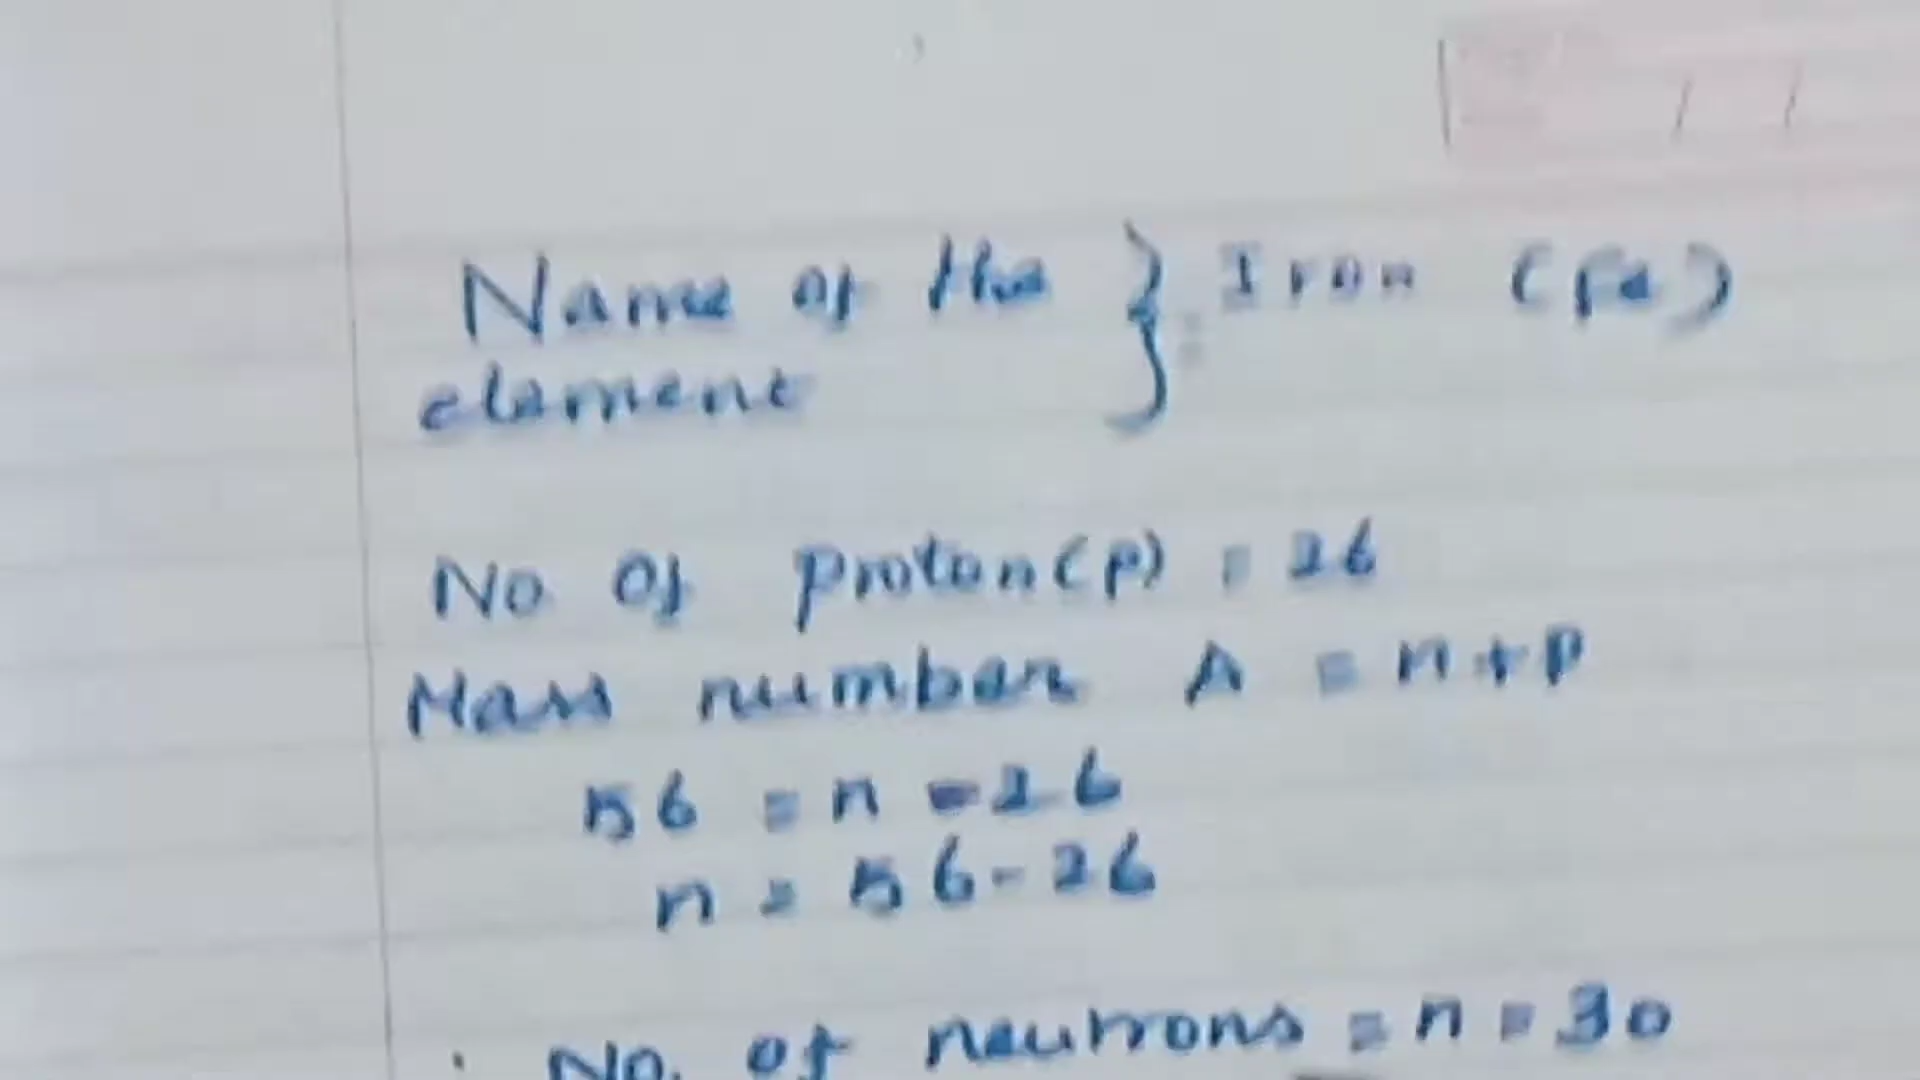 Name of the } = Iron (Fe)
element
No of proton(p) = 26
Mass number A = n+p
56 = n - 26
n = 56-26
∴ No. of neutrons = n = 30